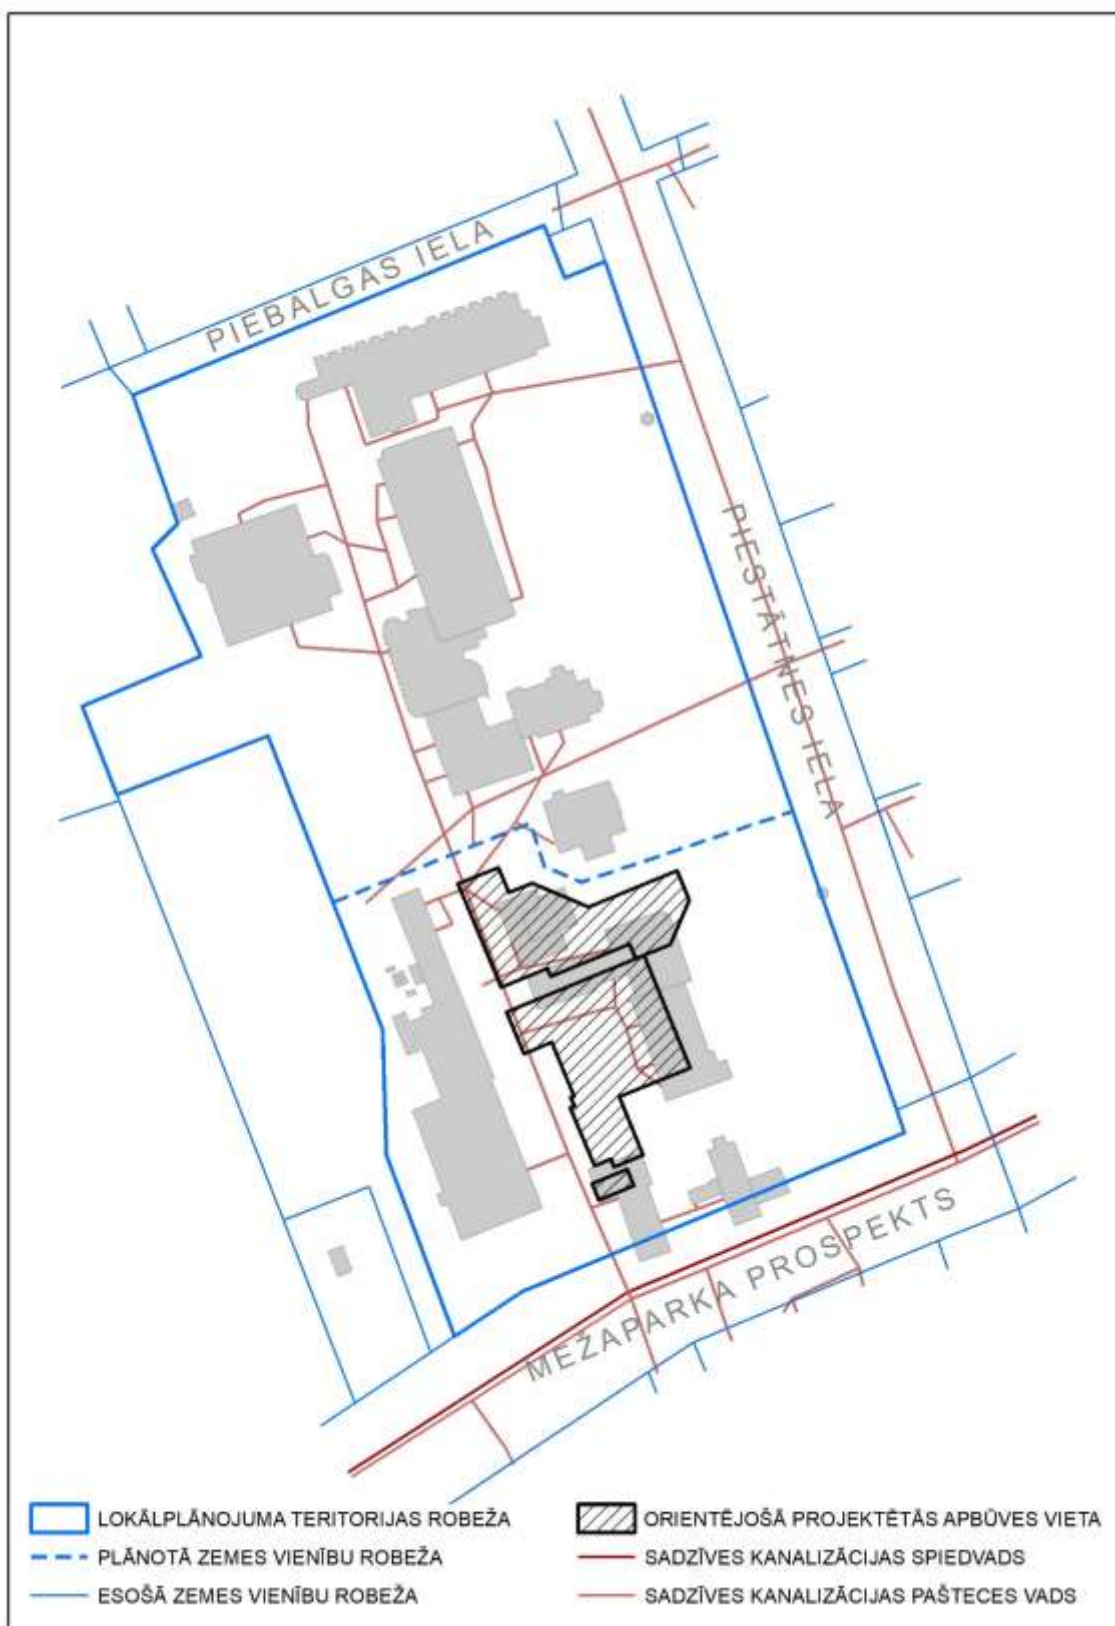 PIEBALGAS IELA
PIESTĀTNES IELA
MEŽAPARKA PROSPEKTS
LOKĀLPLĀNOJUMA TERITORIJAS ROBEŽA
PLĀNOTĀ ZEMES VIENĪBU ROBEŽA
ESOŠĀ ZEMES VIENĪBU ROBEŽA
ORIENTĒJOŠĀ PROJEKTĒTĀS APBŪVES VIETA
SADZĪVES KANALIZĀCIJAS SPIEDVADS
SADZĪVES KANALIZĀCIJAS PAŠTECES VADS